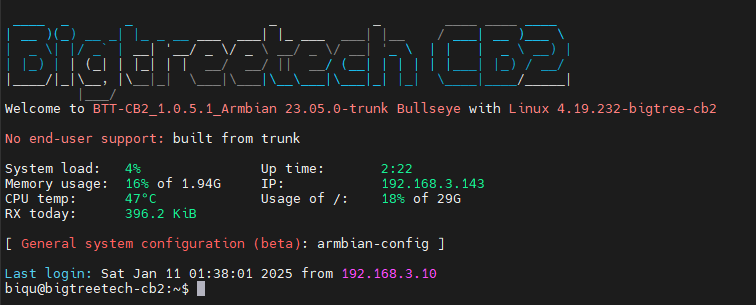 Bigtreetech CB2
Welcome to BTT-CB2_1.0.5.1_Armbian 23.05.0-trunk Bullseye with Linux 4.19.232-bigtree-cb2
No end-user support: built from trunk
System load: 4% Up time: 2:22
Memory usage: 16% of 1.94G IP: 192.168.3.143
CPU temp: 47°C Usage of /: 18% of 29G
RX today: 396.2 KiB
[ General system configuration (beta): armbian-config ]
Last login: Sat Jan 11 01:38:01 2025 from 192.168.3.10
biqu@bigtreetech-cb2:~$